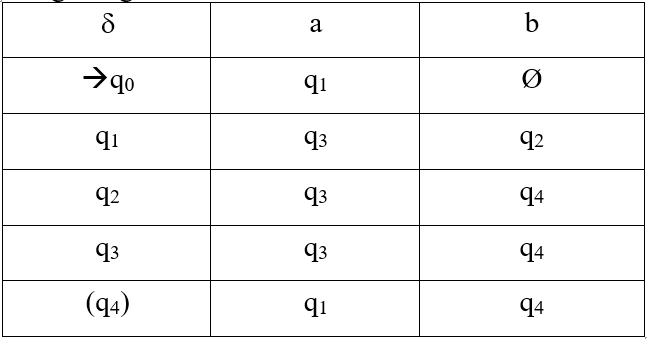 δ a b
→q₀ q₁ Ø
q₁ q₃ q₂
q₂ q₃ q₄
q₃ q₃ q₄
(q₄) q₁ q₄